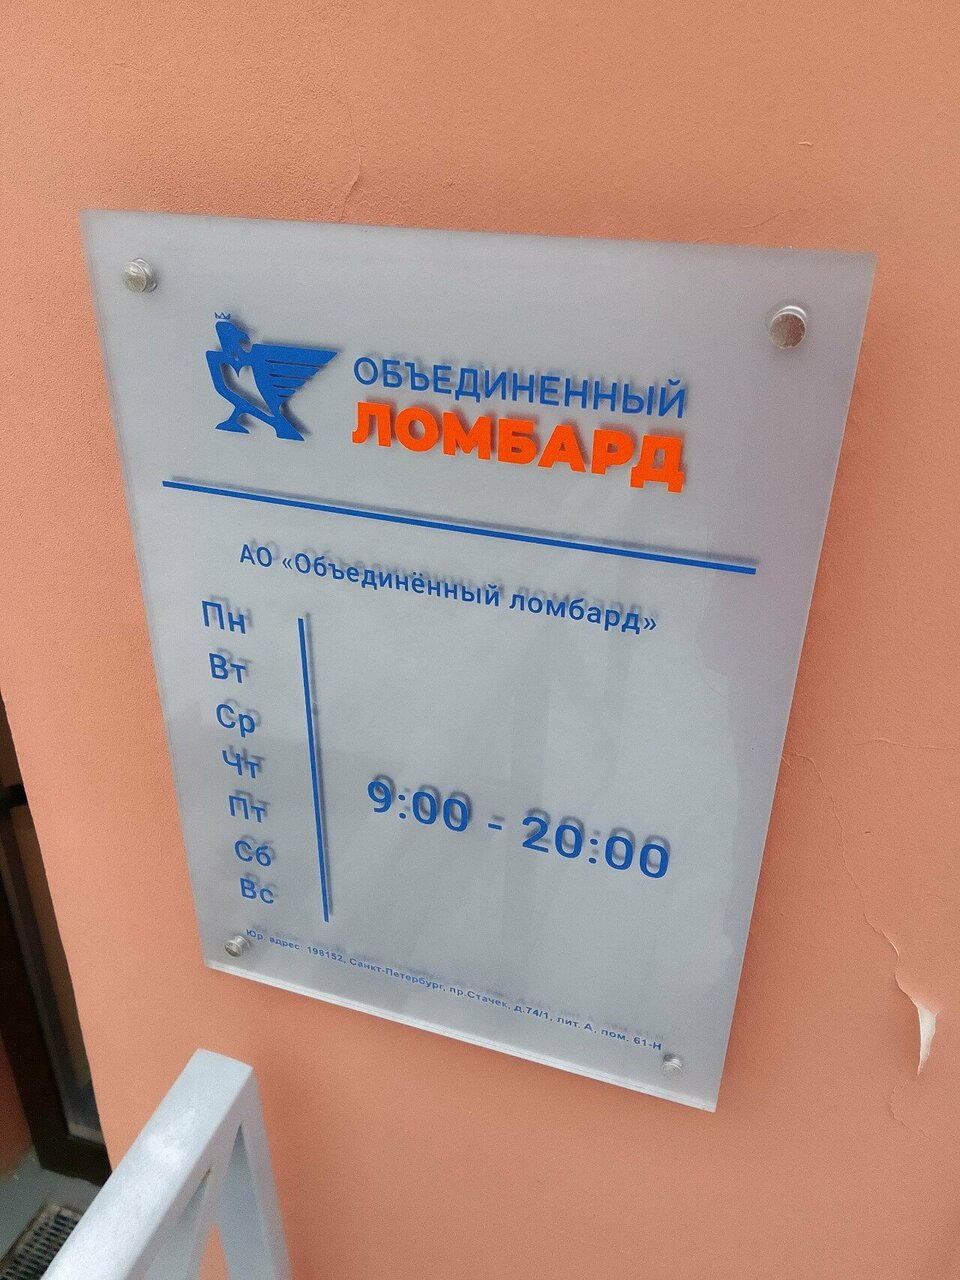 ОБЪЕДИНЕННЫЙ
ЛОМБАРД
АО «Объединённый ломбард»
Пн
Вт
Ср
Чт
Пт
Сб
Вс
9:00 - 20:00
Юр. адрес: 198152, Санкт-Петербург, пр.Стачек, д.74/1, лит. А, пом. 61-Н